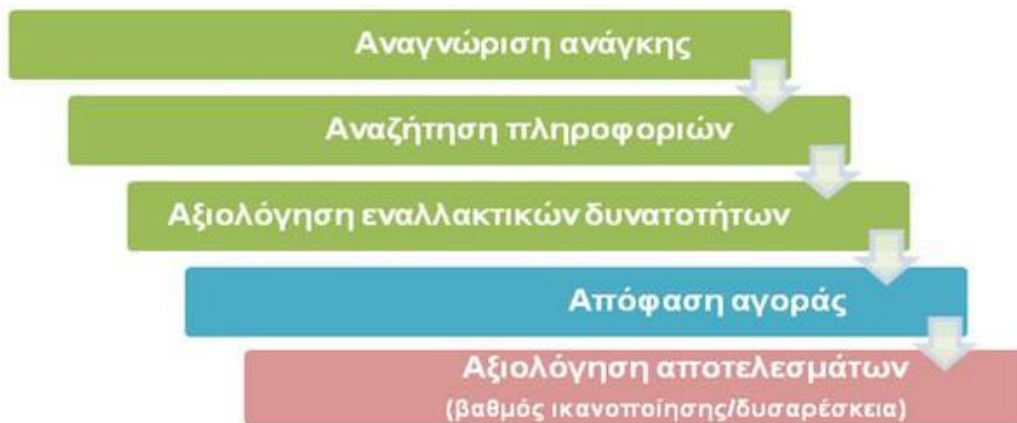 Αναγνώριση ανάγκης
Αναζήτηση πληροφοριών
Αξιολόγηση εναλλακτικών δυνατοτήτων
Απόφαση αγοράς
Αξιολόγηση αποτελεσμάτων
(βαθμός ικανοποίησης/δυσαρέσκεια)